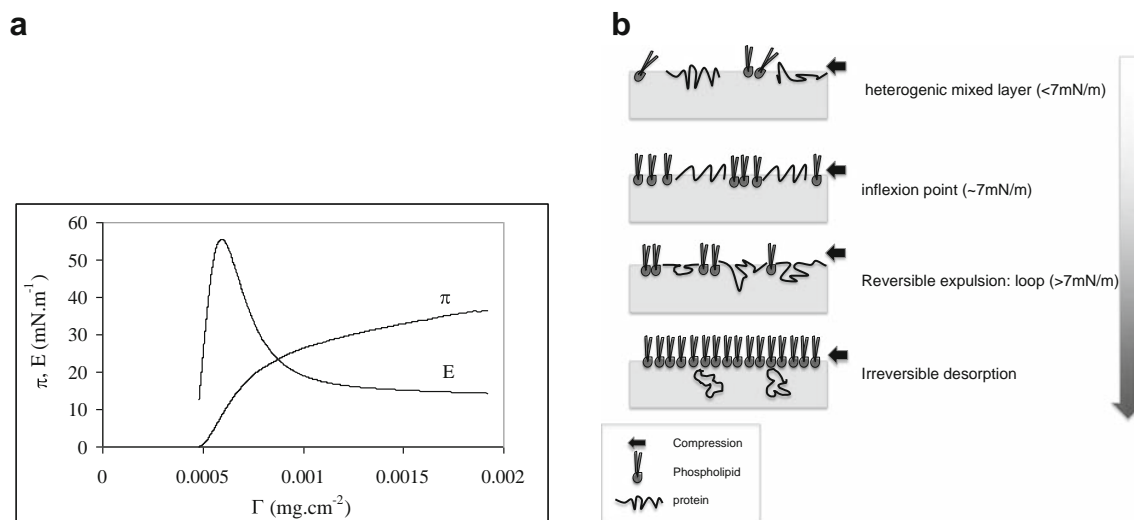 a
60
50
40
30
20
10
0
π, E (mN.m⁻¹)
π
E
0 0.0005 0.001 0.0015 0.002
Γ (mg.cm⁻²)
b
heterogenic mixed layer (<7mN/m)
inflexion point (~7mN/m)
Reversible expulsion: loop (>7mN/m)
Irreversible desorption
Compression
Phospholipid
protein